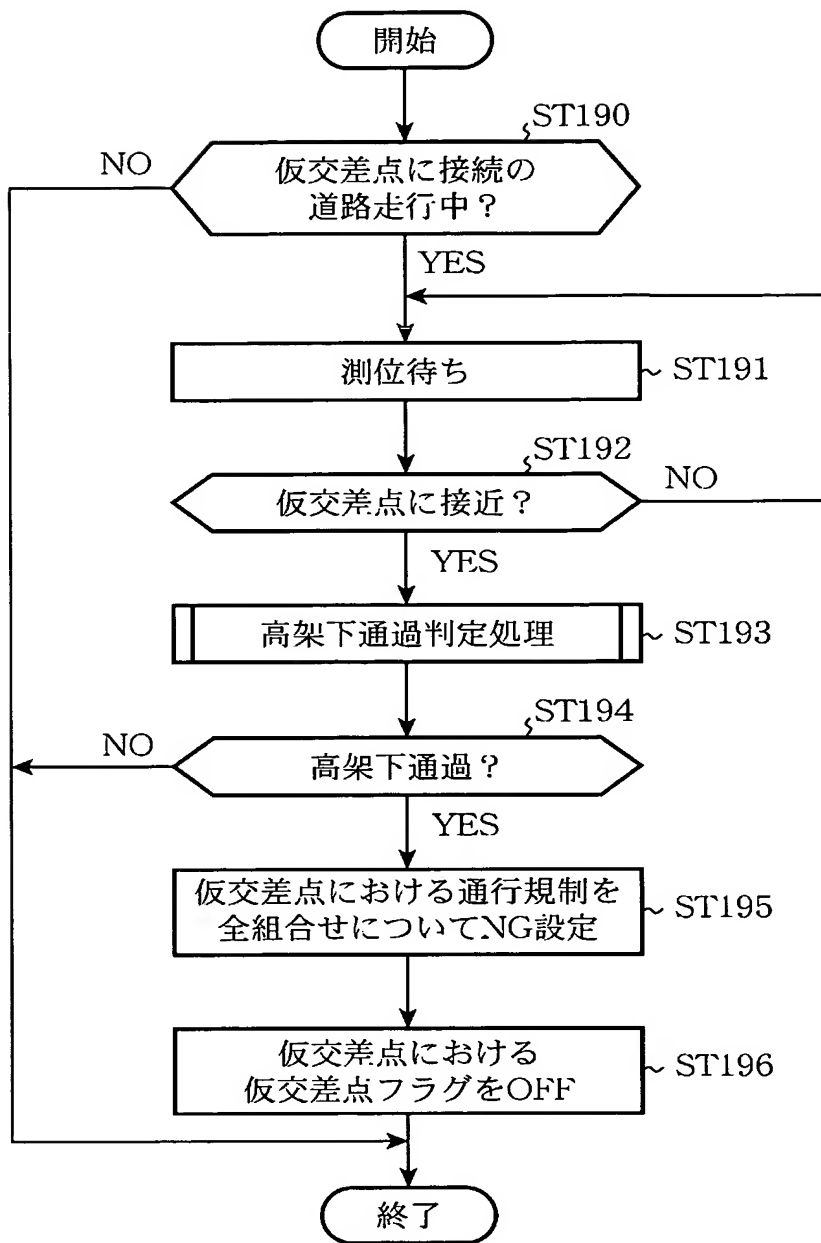 開始
ST190
NO
仮交差点に接続の
道路走行中?
YES
測位待ち
ST191
ST192
仮交差点に接近?
NO
YES
高架下通過判定処理
ST193
ST194
NO
高架下通過?
YES
仮交差点における通行規制を
全組合せについてNG設定
ST195
仮交差点における
仮交差点フラグをOFF
ST196
終了